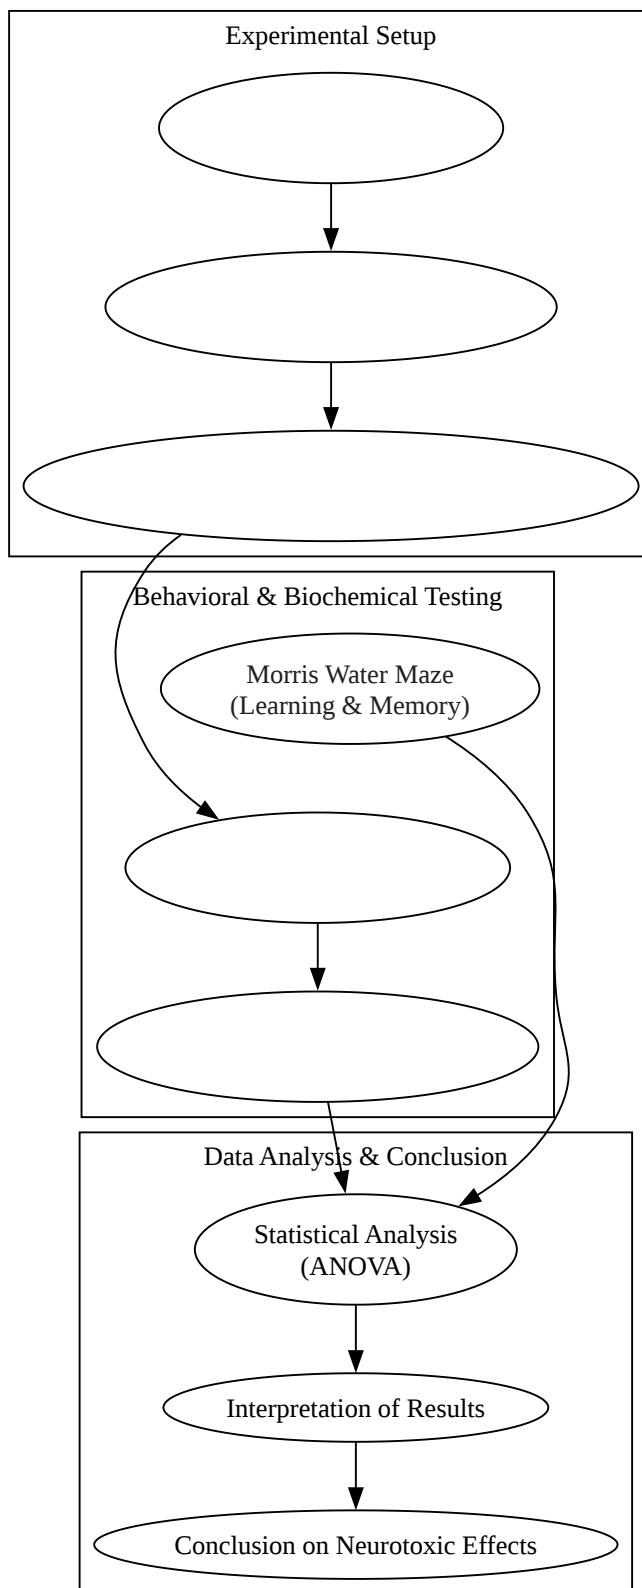 Experimental Setup
Behavioral & Biochemical Testing
Morris Water Maze
(Learning & Memory)
Data Analysis & Conclusion
Statistical Analysis
(ANOVA)
Interpretation of Results
Conclusion on Neurotoxic Effects